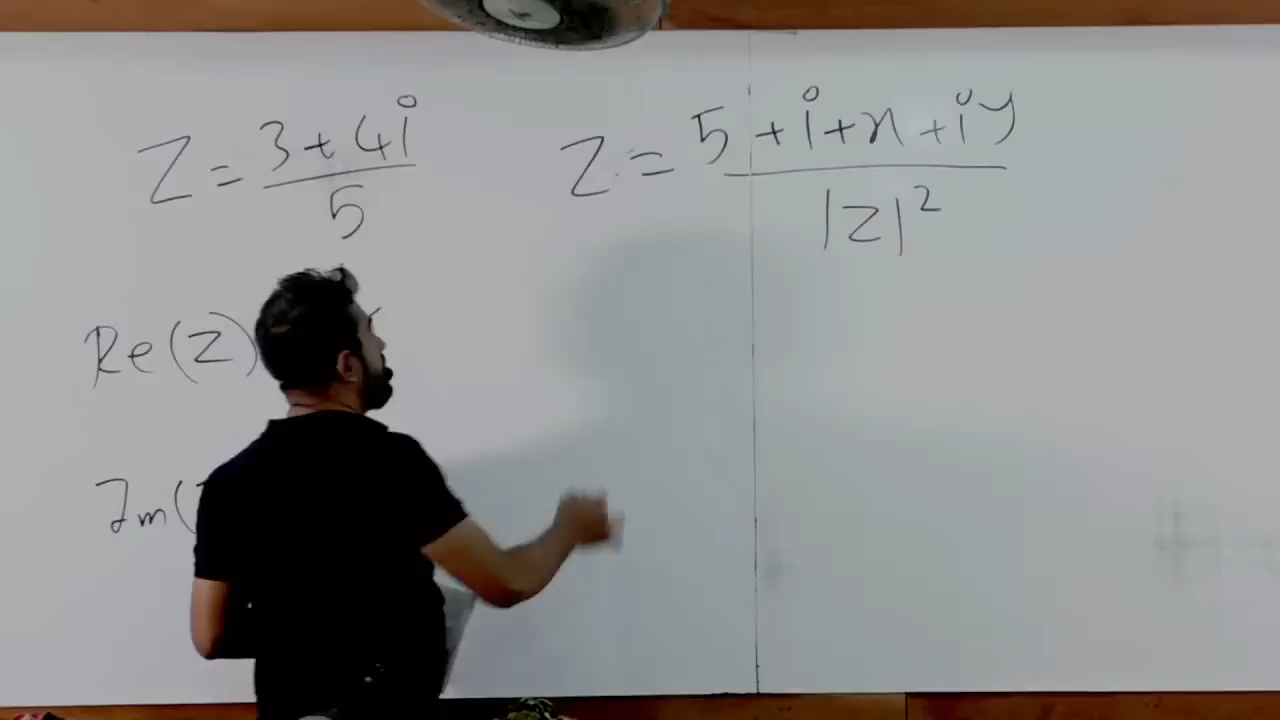 Z = (3 + 4i)/5
Z = (5 + i + x + iy)/|z|²
Re(Z)
Im(